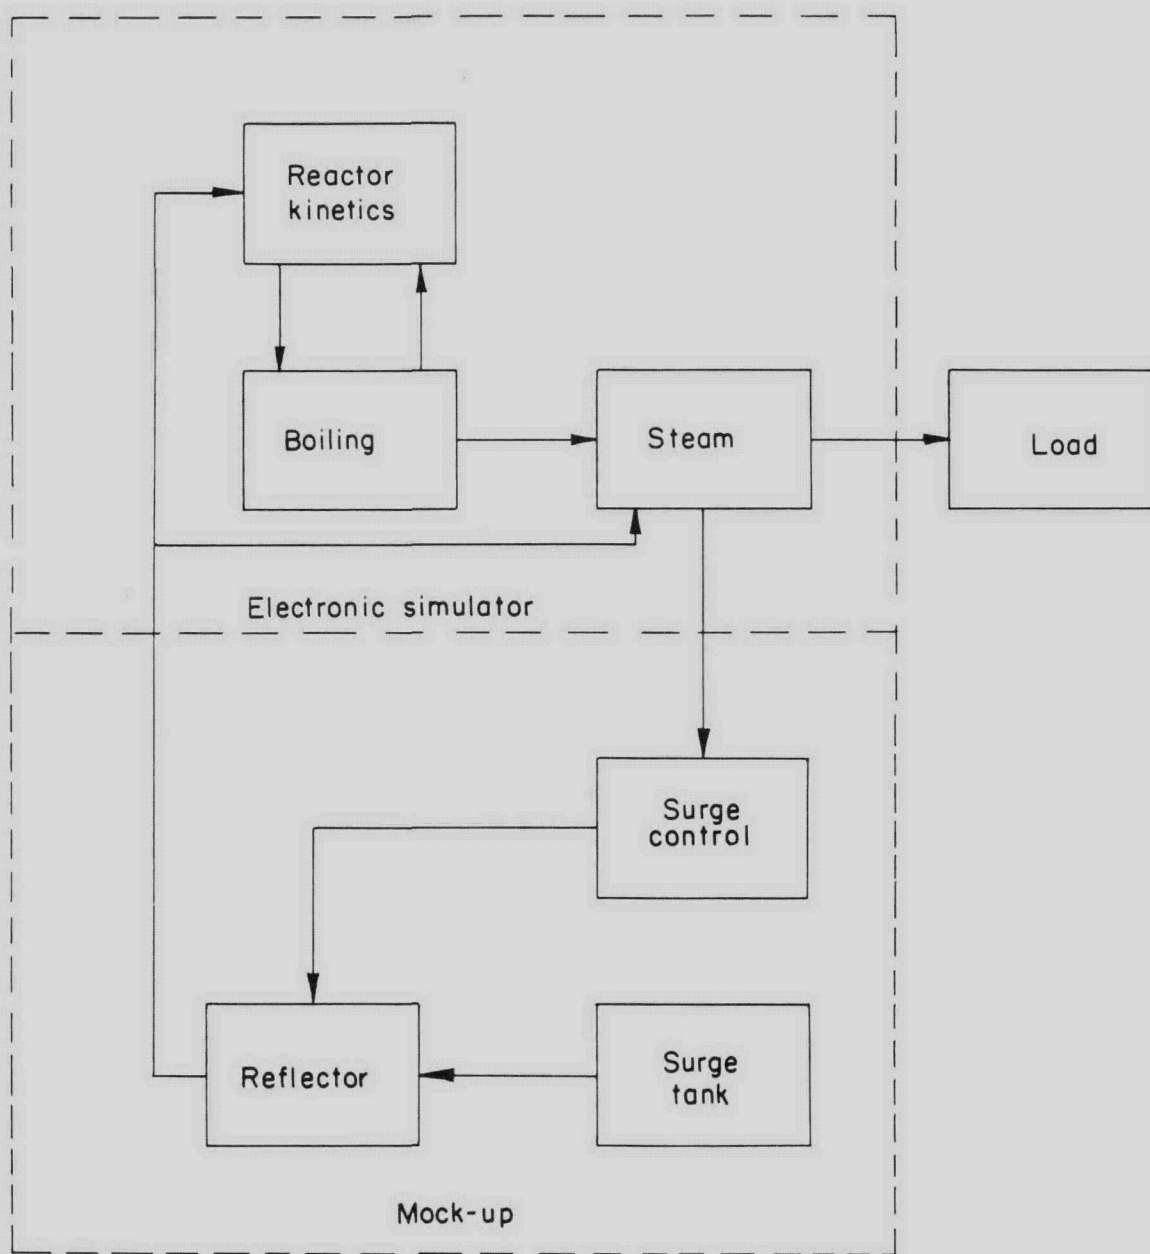 Reactor
kinetics
Boiling
Steam
Load
Electronic simulator
Surge
control
Reflector
Surge
tank
Mock-up